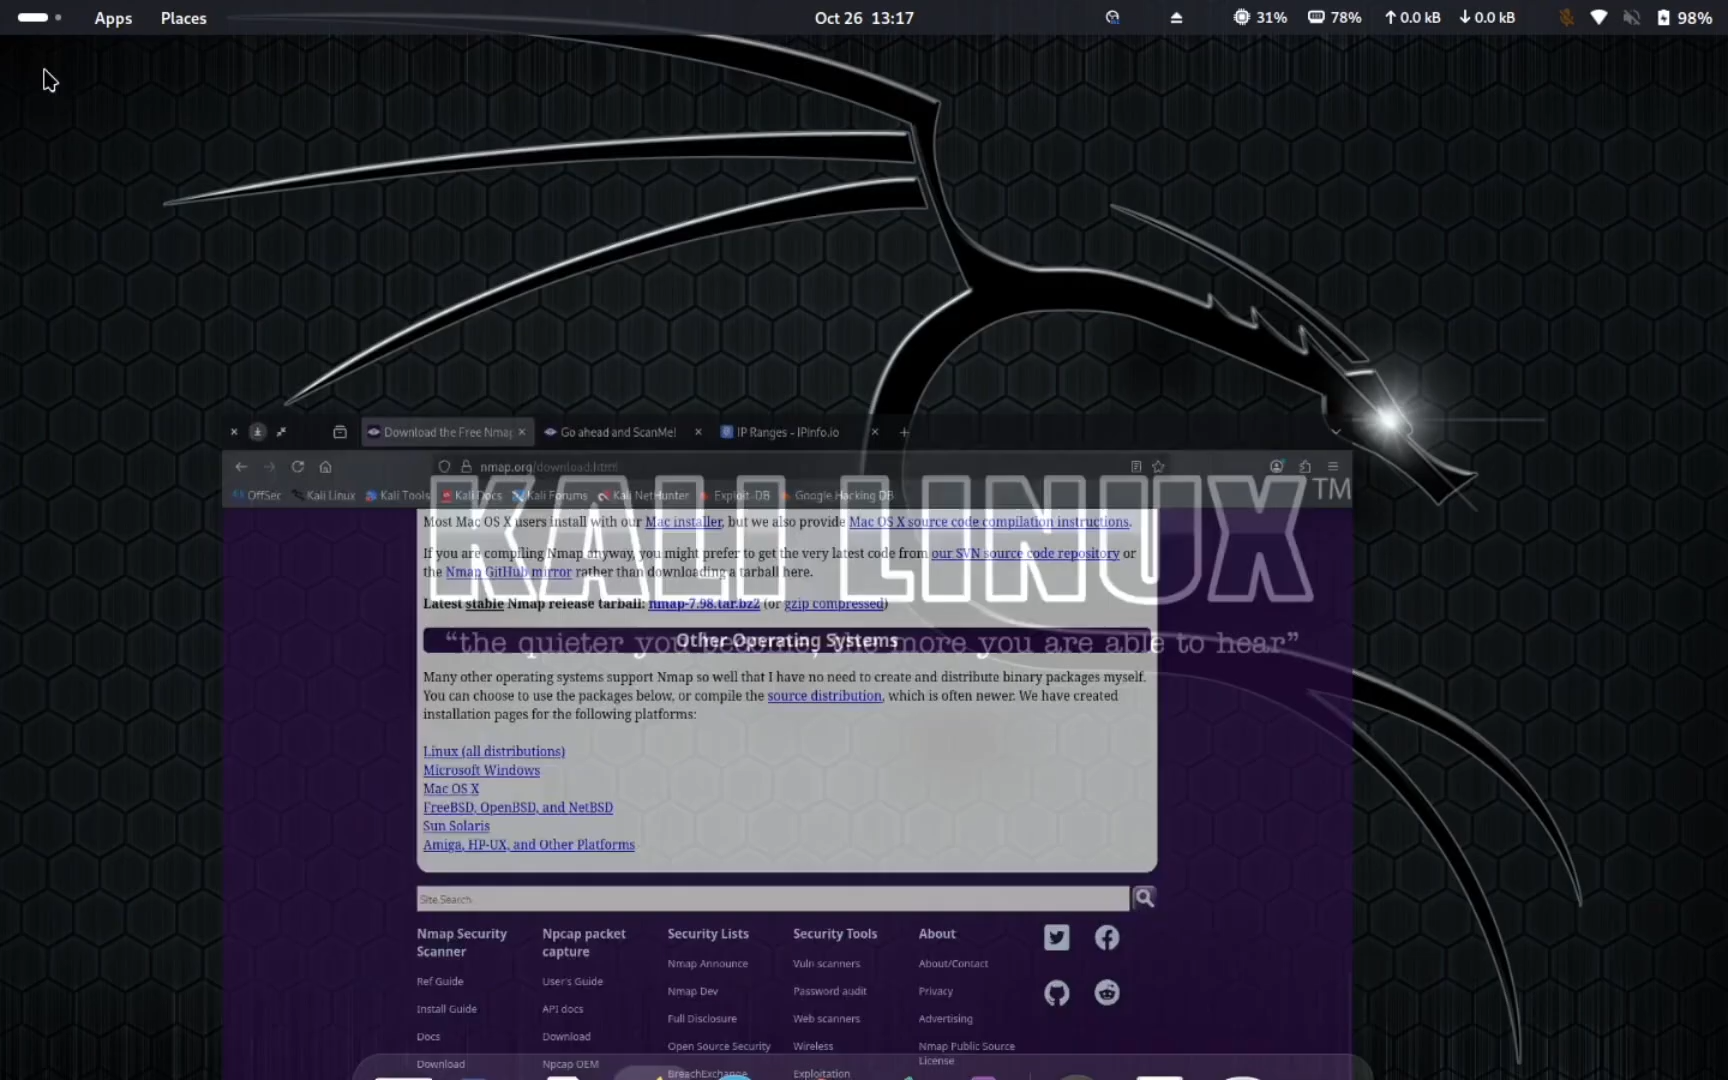 Apps Places Oct 26 13:17 31% 78% 0.0 kB 0.0 kB 98%
Download the Free Nmap Go ahead and ScanMe! IP Ranges - IPinfo.io
nmap.org/download.html
OffSec Kali Linux Kali Tools Kali Docs Kali Forums Kali NetHunter Exploit-DB Google Hacking DB
KALI LINUX™
Most Mac OS X users install with our Mac installer, but we also provide Mac OS X source code compilation instructions.
If you are compiling Nmap anyway, you might prefer to get the very latest code from our SVN source code repository or
the Nmap GitHub mirror rather than downloading a tarball here.
Latest stable Nmap release tarball: nmap-7.98.tar.bz2 (or gzip compressed)
Other Operating Systems
"the quieter you become, the more you are able to hear"
Many other operating systems support Nmap so well that I have no need to create and distribute binary packages myself.
You can choose to use the packages below, or compile the source distribution, which is often newer. We have created
installation pages for the following platforms:
Linux (all distributions)
Microsoft Windows
Mac OS X
FreeBSD, OpenBSD, and NetBSD
Sun Solaris
Amiga, HP-UX, and Other Platforms
Site Search
Nmap Security
Scanner
Ref Guide
Install Guide
Docs
Download
Npcap packet
capture
User's Guide
API docs
Download
Npcap OEM
Security Lists
Nmap Announce
Nmap Dev
Full Disclosure
Open Source Security
BreachExchange
Security Tools
Vuln scanners
Password audit
Web scanners
Wireless
Exploitation
About
About/Contact
Privacy
Advertising
Nmap Public Source
License